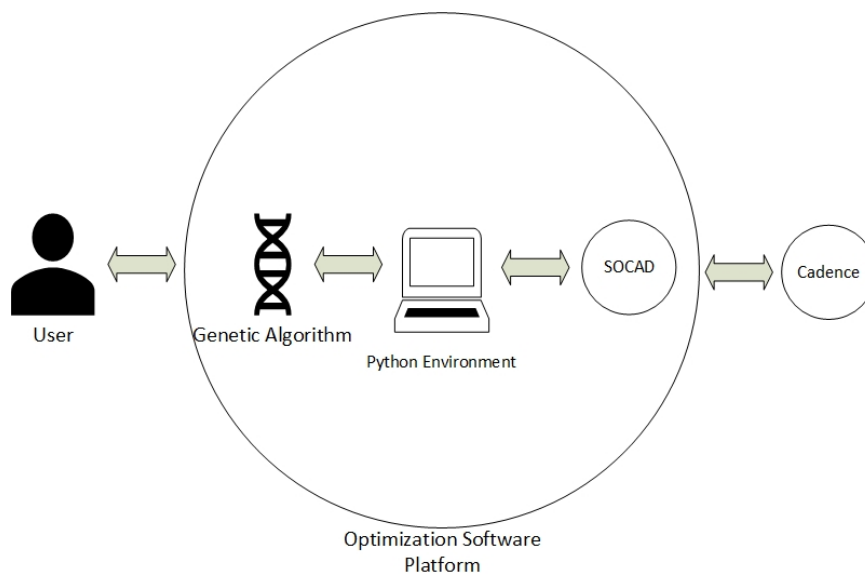 User
Genetic Algorithm
Python Environment
SOCAD
Cadence
Optimization Software
Platform